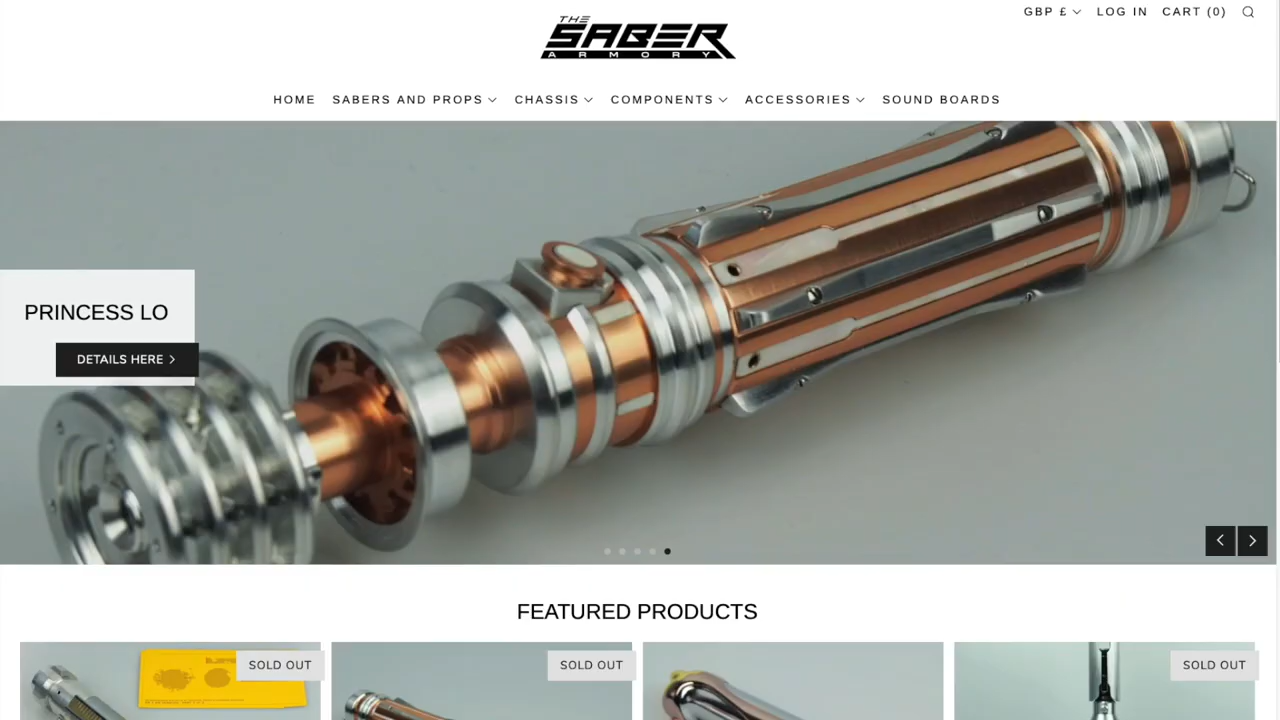 GBP £ LOG IN CART (0)
THE
SABER
ARMORY
HOME SABERS AND PROPS CHASSIS COMPONENTS ACCESSORIES SOUND BOARDS
PRINCESS LO
DETAILS HERE
FEATURED PRODUCTS
SOLD OUT SOLD OUT SOLD OUT